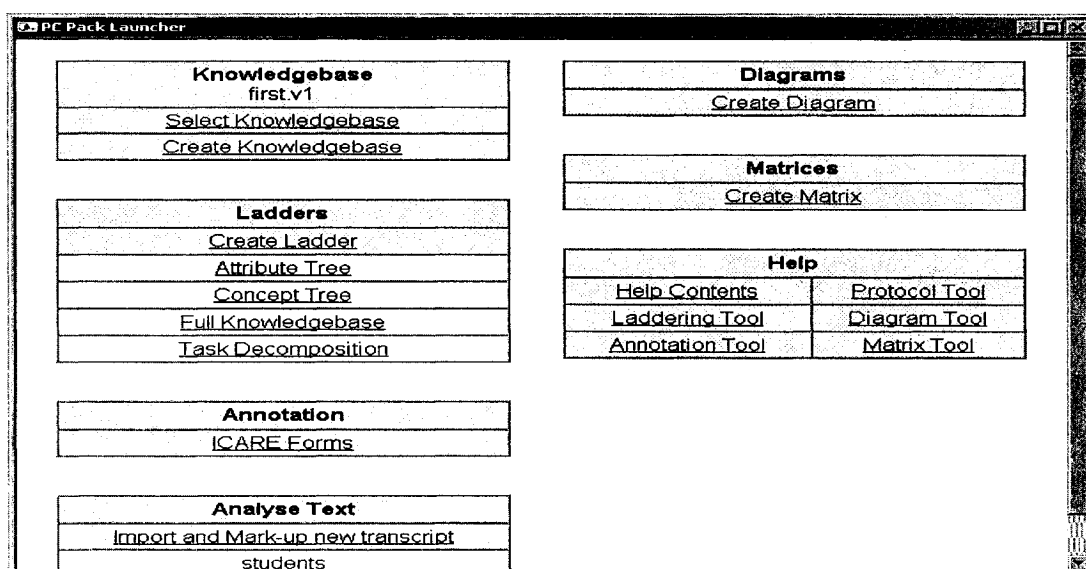 PC Pack Launcher
Knowledgebase
first.v1
Select Knowledgebase
Create Knowledgebase
Ladders
Create Ladder
Attribute Tree
Concept Tree
Full Knowledgebase
Task Decomposition
Annotation
ICARE Forms
Analyse Text
Import and Mark-up new transcript
students
Diagrams
Create Diagram
Matrices
Create Matrix
Help
Help Contents Protocol Tool
Laddering Tool Diagram Tool
Annotation Tool Matrix Tool